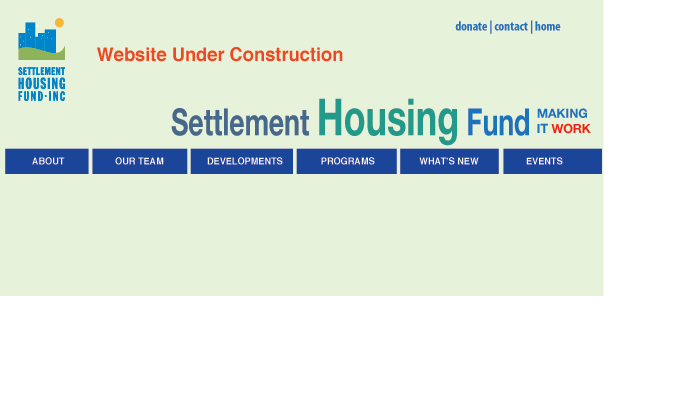 donate | contact | home
Website Under Construction
SETTLEMENT
HOUSING
FUND·INC
Settlement Housing Fund MAKING
IT WORK
ABOUT OUR TEAM DEVELOPMENTS PROGRAMS WHAT'S NEW EVENTS